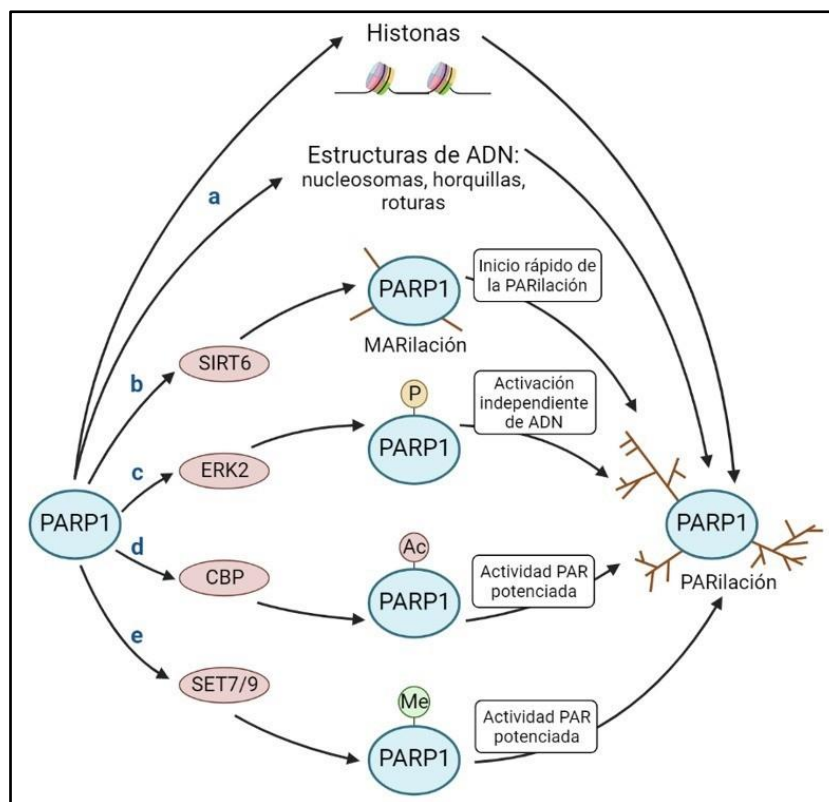 Histonas
Estructuras de ADN:
nucleosomas, horquillas,
roturas
a
PARP1
MARilación
Inicio rápido de
la PARilación
SIRT6
b
P
PARP1
Activación
independiente
de ADN
ERK2
c
PARP1
PARP1
PARilación
d
CBP
Ac
PARP1
Actividad PAR
potenciada
e
SET7/9
Me
PARP1
Actividad PAR
potenciada